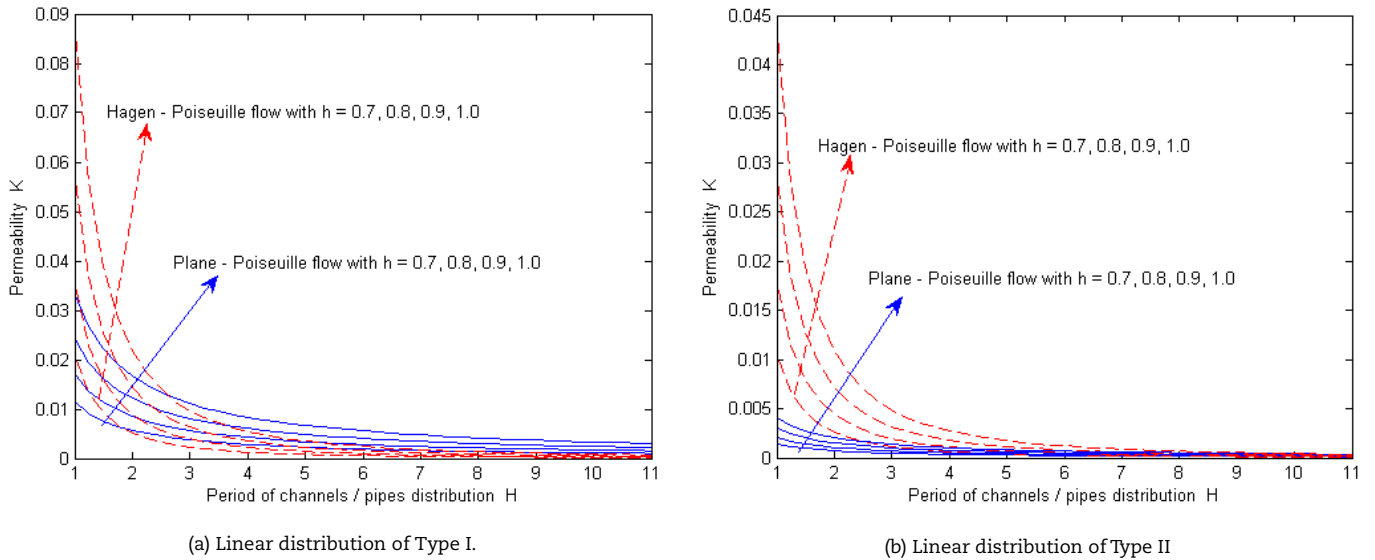 0.09
0.08
0.07
0.06
0.05
0.04
0.03
0.02
0.01
0
Permeability K
Hagen - Poiseuille flow with h = 0.7, 0.8, 0.9, 1.0
Plane - Poiseuille flow with h = 0.7, 0.8, 0.9, 1.0
1 2 3 4 5 6 7 8 9 10 11
Period of channels / pipes distribution H
(a) Linear distribution of Type I.
0.045
0.04
0.035
0.03
0.025
0.02
0.015
0.01
0.005
0
Permeability K
Hagen - Poiseuille flow with h = 0.7, 0.8, 0.9, 1.0
Plane - Poiseuille flow with h = 0.7, 0.8, 0.9, 1.0
1 2 3 4 5 6 7 8 9 10 11
Period of channels / pipes distribution H
(b) Linear distribution of Type II